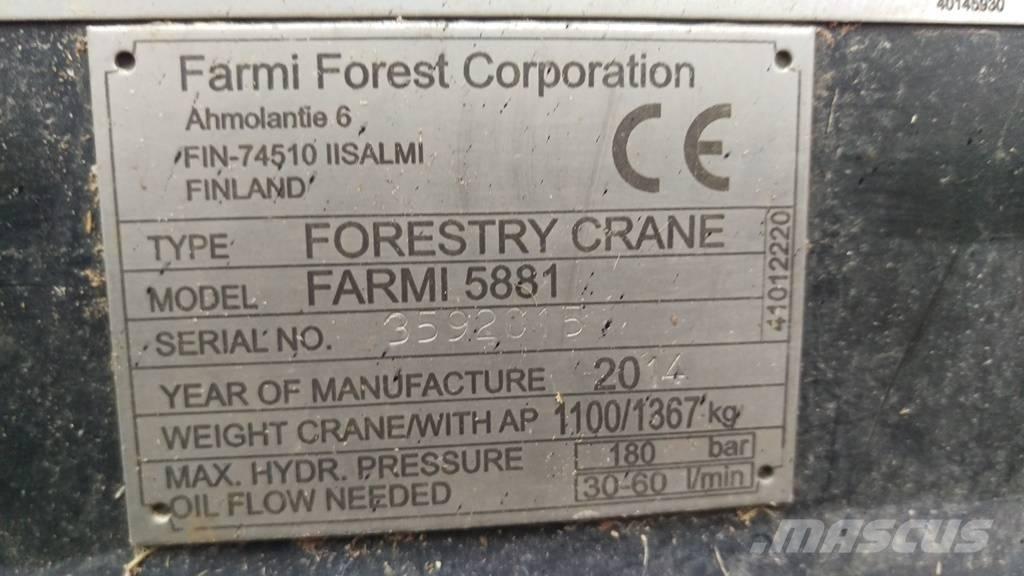 40145930
Farmi Forest Corporation
Ahmolantie 6
FIN-74510 IISALMI
FINLAND
CE
TYPE FORESTRY CRANE
MODEL FARMI 5881
SERIAL NO. 3592015
YEAR OF MANUFACTURE 2014
WEIGHT CRANE/WITH AP 1100/1367 kg
MAX. HYDR. PRESSURE 180 bar
OIL FLOW NEEDED 30-60 l/min
41012220
MASCUS